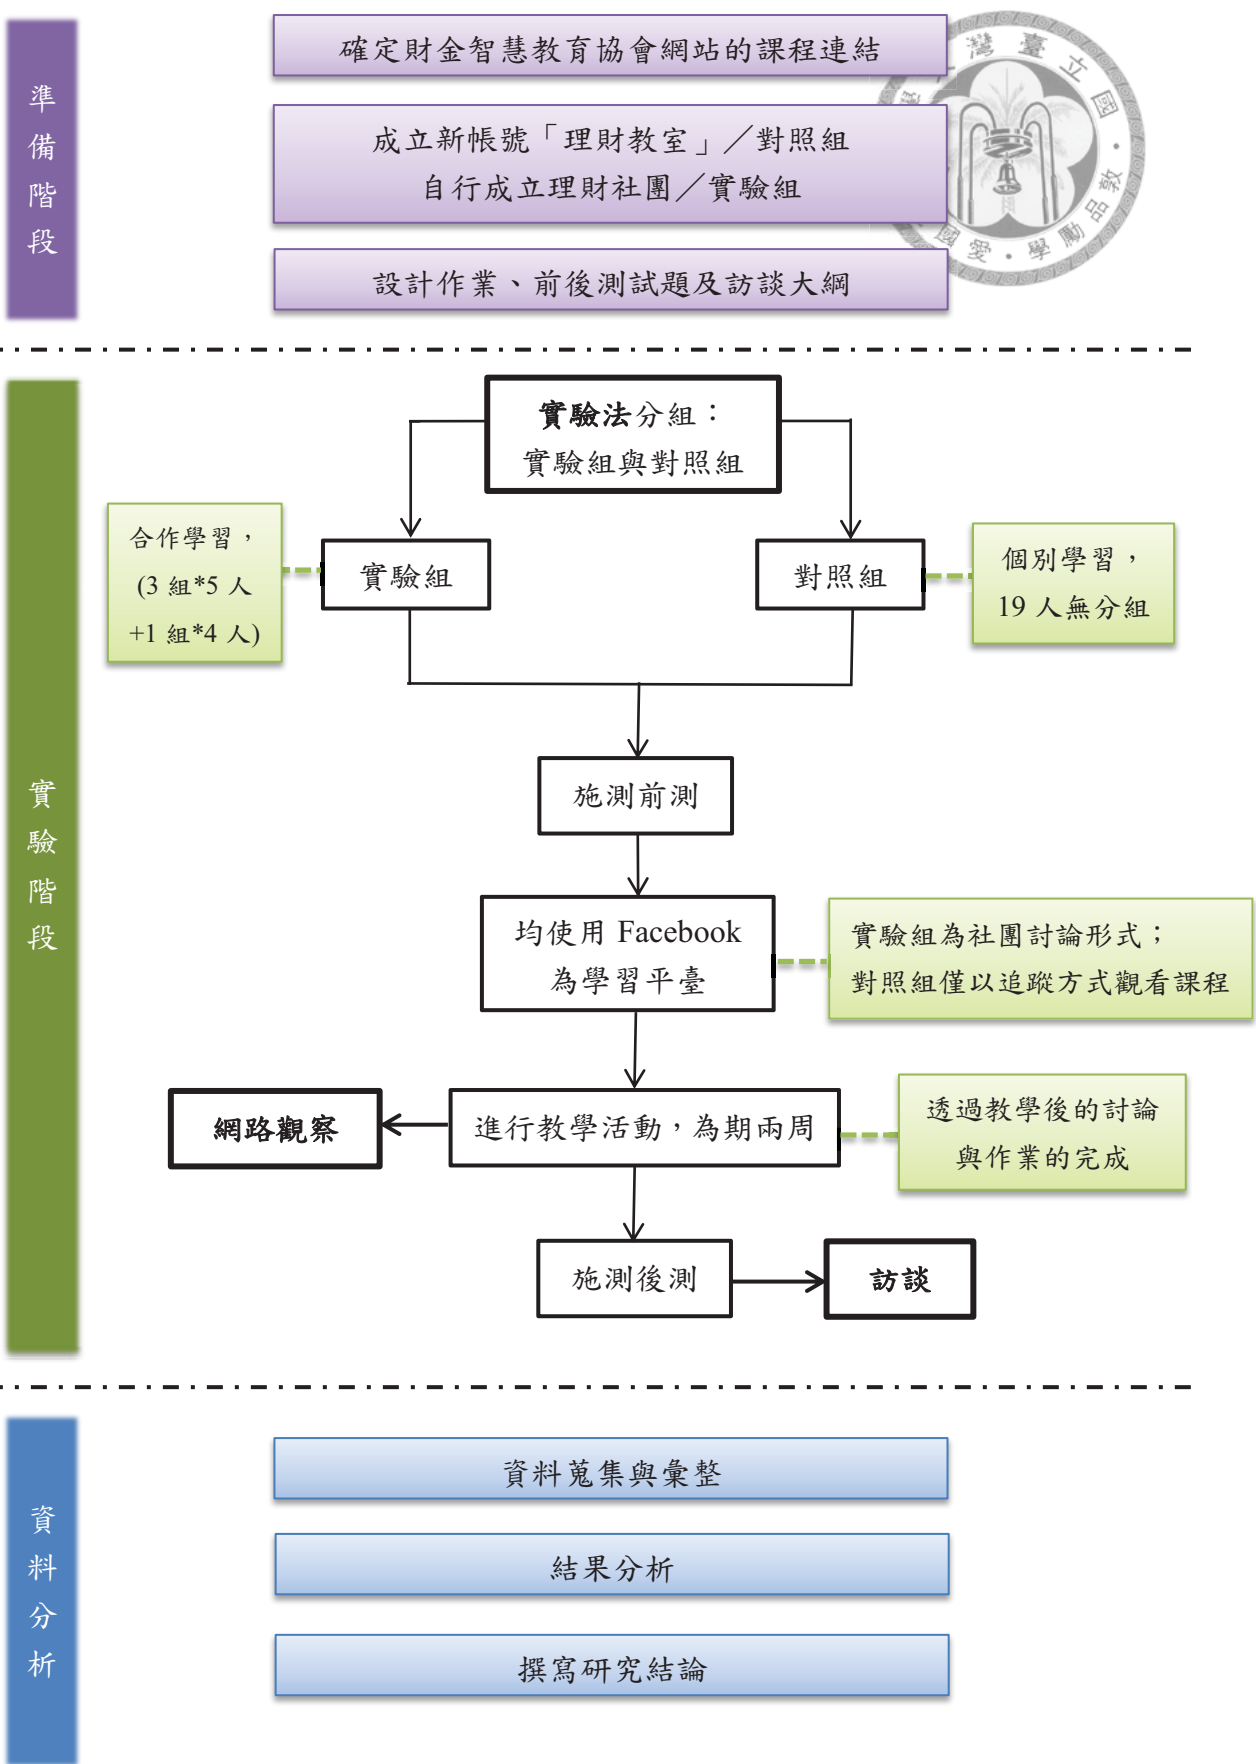 準備階段
確定財金智慧教育協會網站的課程連結
成立新帳號「理財教室」／對照組
自行成立理財社團／實驗組
設計作業、前後測試題及訪談大綱
灣臺立國
敦品勵學・愛國
實驗階段
實驗法分組：
實驗組與對照組
合作學習，
(3 組*5 人
+1 組*4 人)
實驗組
對照組
個別學習，
19 人無分組
施測前測
均使用 Facebook
為學習平臺
實驗組為社團討論形式；
對照組僅以追蹤方式觀看課程
網路觀察
進行教學活動，為期兩周
透過教學後的討論
與作業的完成
施測後測
訪談
資料分析
資料蒐集與彙整
結果分析
撰寫研究結論